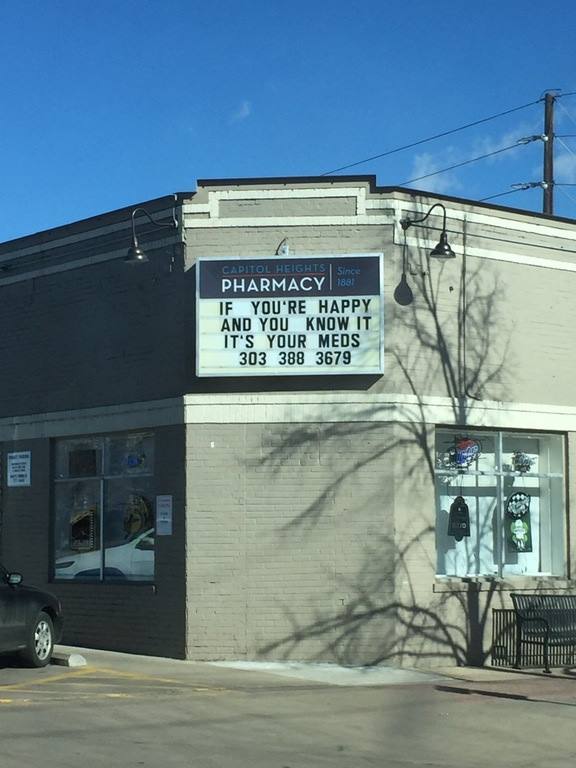 CAPITOL HEIGHTS
PHARMACY
Since
1881
IF YOU'RE HAPPY
AND YOU KNOW IT
IT'S YOUR MEDS
303 388 3679